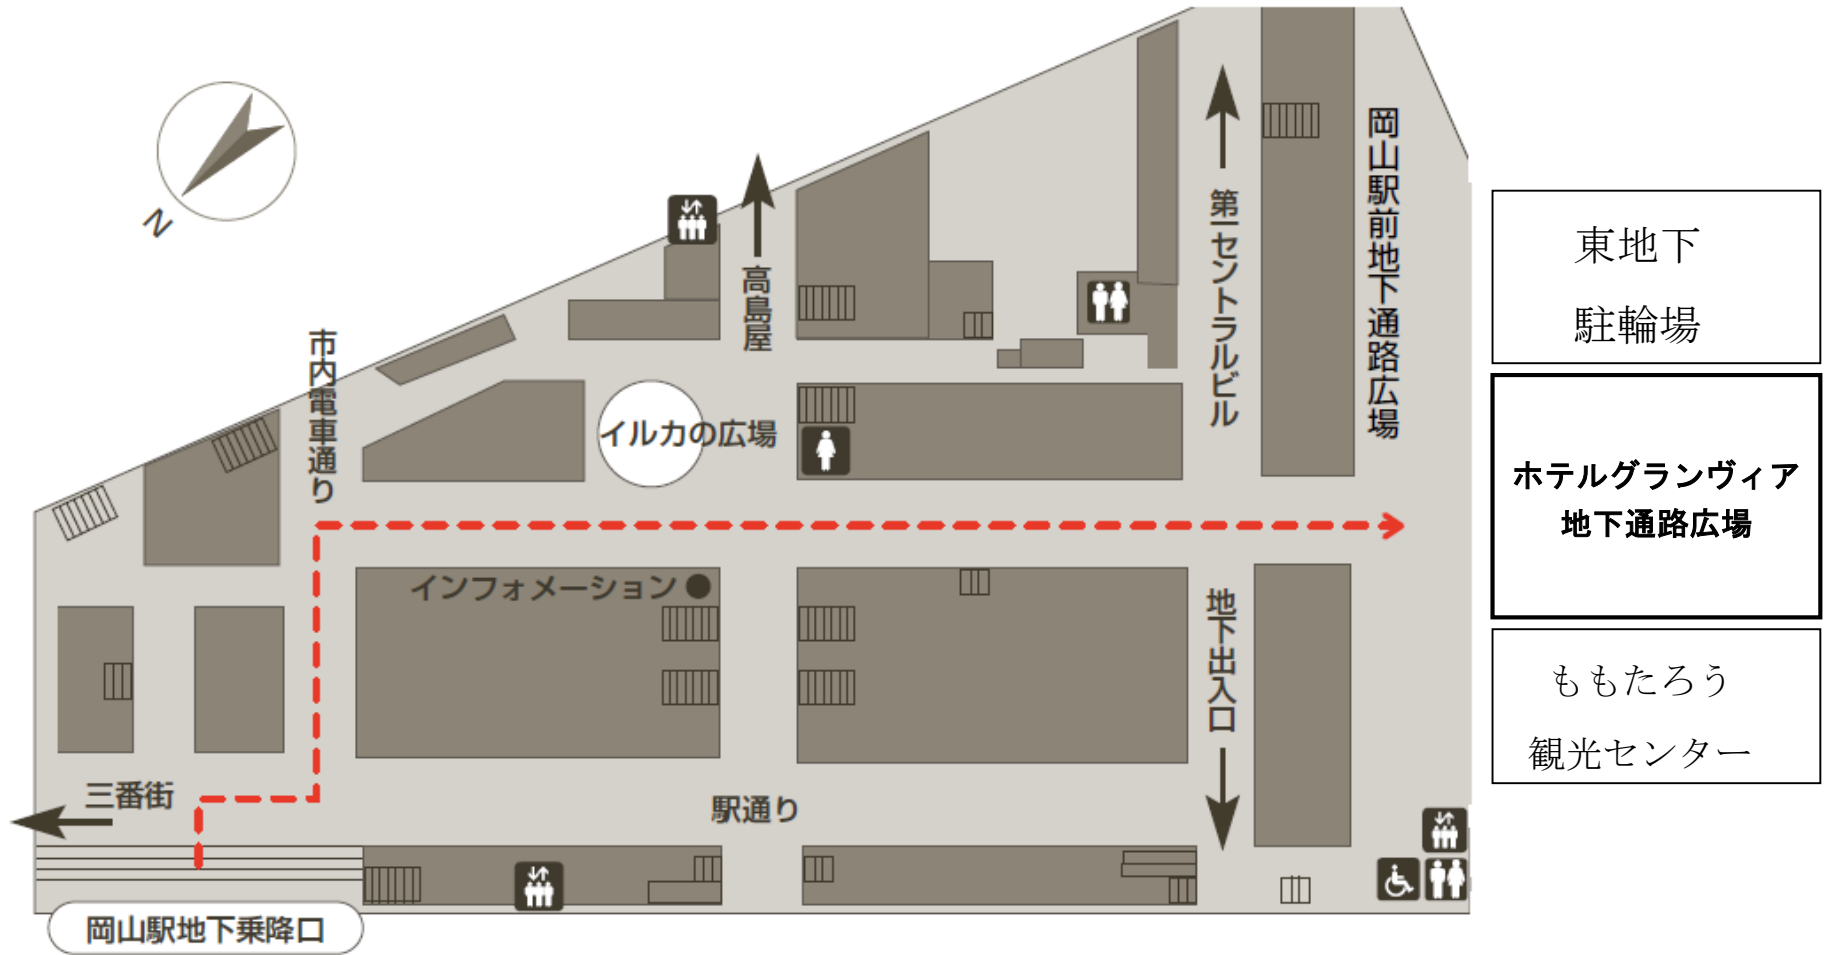 N
高島屋
第一セントラルビル
岡山駅前地下通路広場
東地下
駐輪場
市内電車通り
イルカの広場
ホテルグランヴィア
地下通路広場
インフォメーション
地下出入口
ももたろう
観光センター
三番街
駅通り
岡山駅地下乗降口